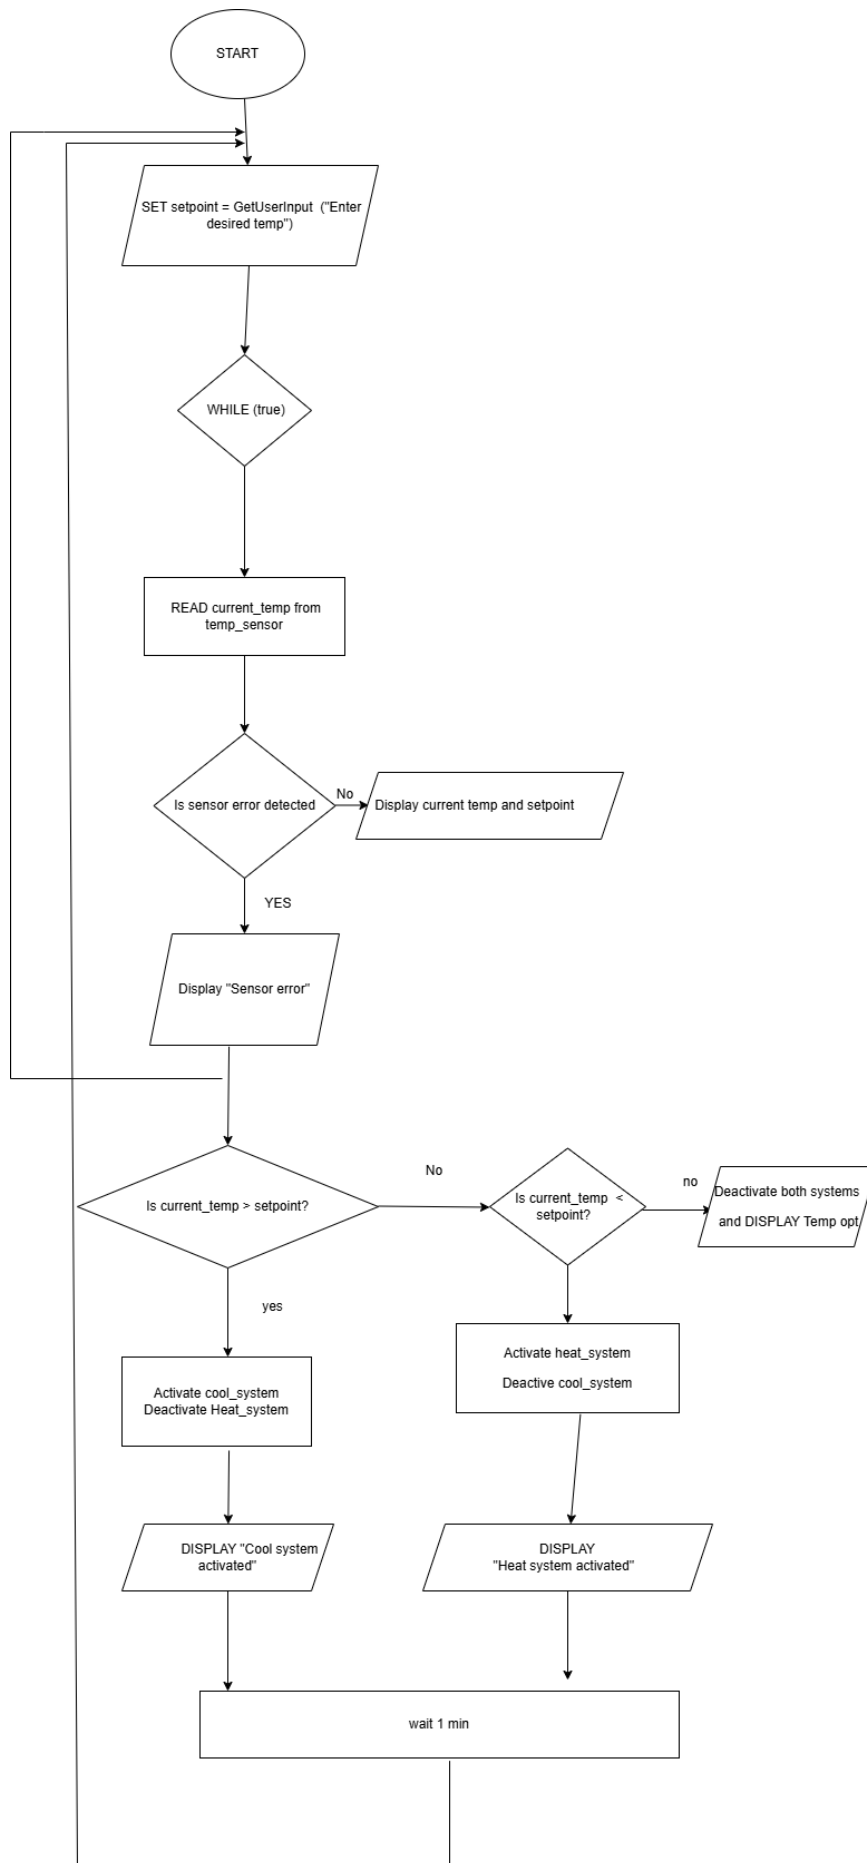 START
SET setpoint = GetUserInput ("Enter
desired temp")
WHILE (true)
READ current_temp from
temp_sensor
Is sensor error detected
No
Display current temp and setpoint
YES
Display "Sensor error"
Is current_temp > setpoint?
No
Is current_temp <
setpoint?
no
Deactivate both systems
and DISPLAY Temp opt
yes
Activate heat_system
Deactive cool_system
Activate cool_system
Deactivate Heat_system
DISPLAY "Cool system
activated"
DISPLAY
"Heat system activated"
wait 1 min